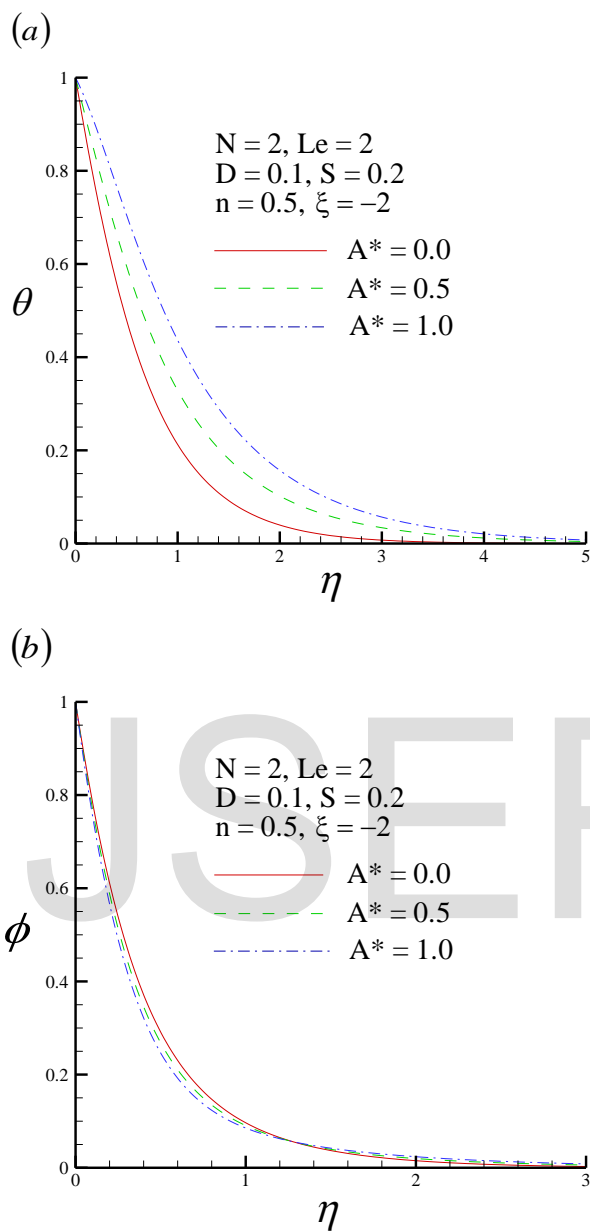 (a)
1
0.8
0.6
0.4
0.2
0
N = 2, Le = 2
D = 0.1, S = 0.2
n = 0.5, ξ = −2
A* = 0.0
A* = 0.5
A* = 1.0
θ
0 1 2 3 4 5
η
(b)
1
0.8
0.6
0.4
0.2
0
JSER
N = 2, Le = 2
D = 0.1, S = 0.2
n = 0.5, ξ = −2
A* = 0.0
A* = 0.5
A* = 1.0
ϕ
0 1 2 3
η